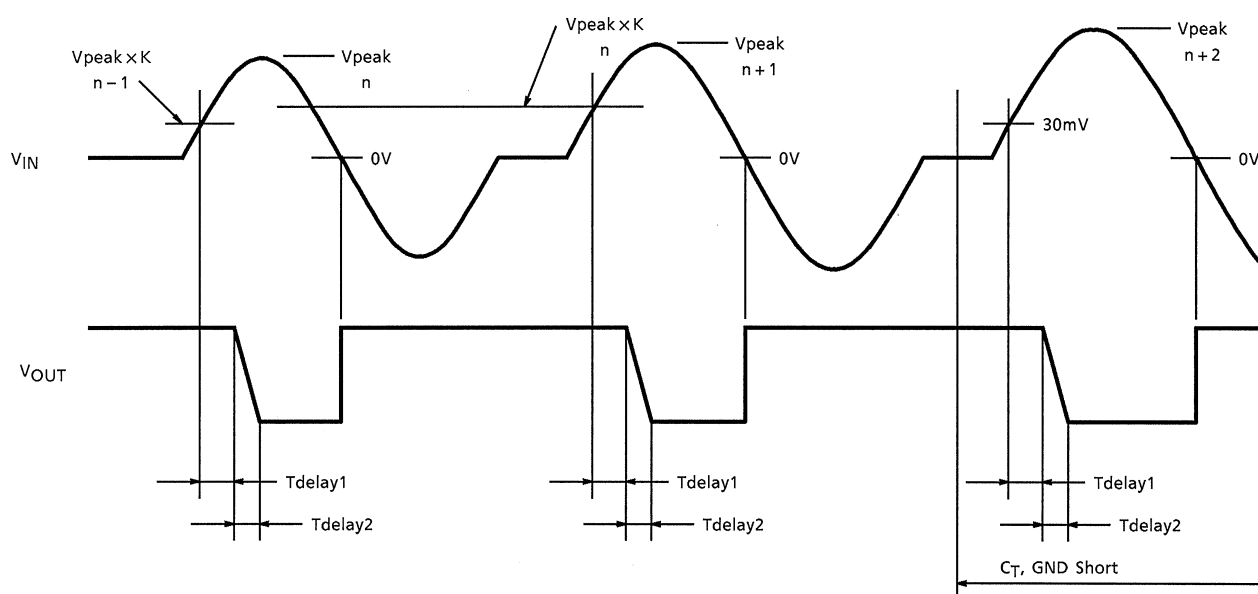 Vpeak×K
n−1
Vpeak
n
Vpeak×K
n
Vpeak
n+1
Vpeak
n+2
30mV
VIN
0V
0V
0V
VOUT
Tdelay1
Tdelay1
Tdelay1
Tdelay2
Tdelay2
Tdelay2
CT, GND Short